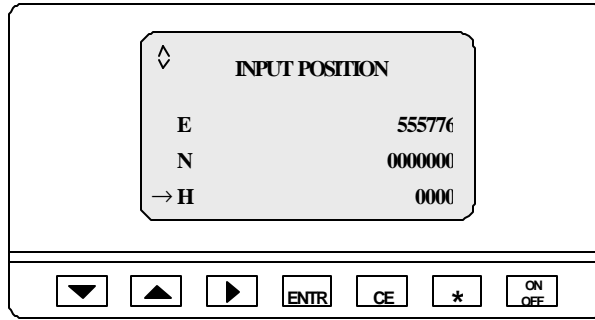 INPUT POSITION
E 555776
N 0000000
→ H 0000
ENTR CE * ON OFF